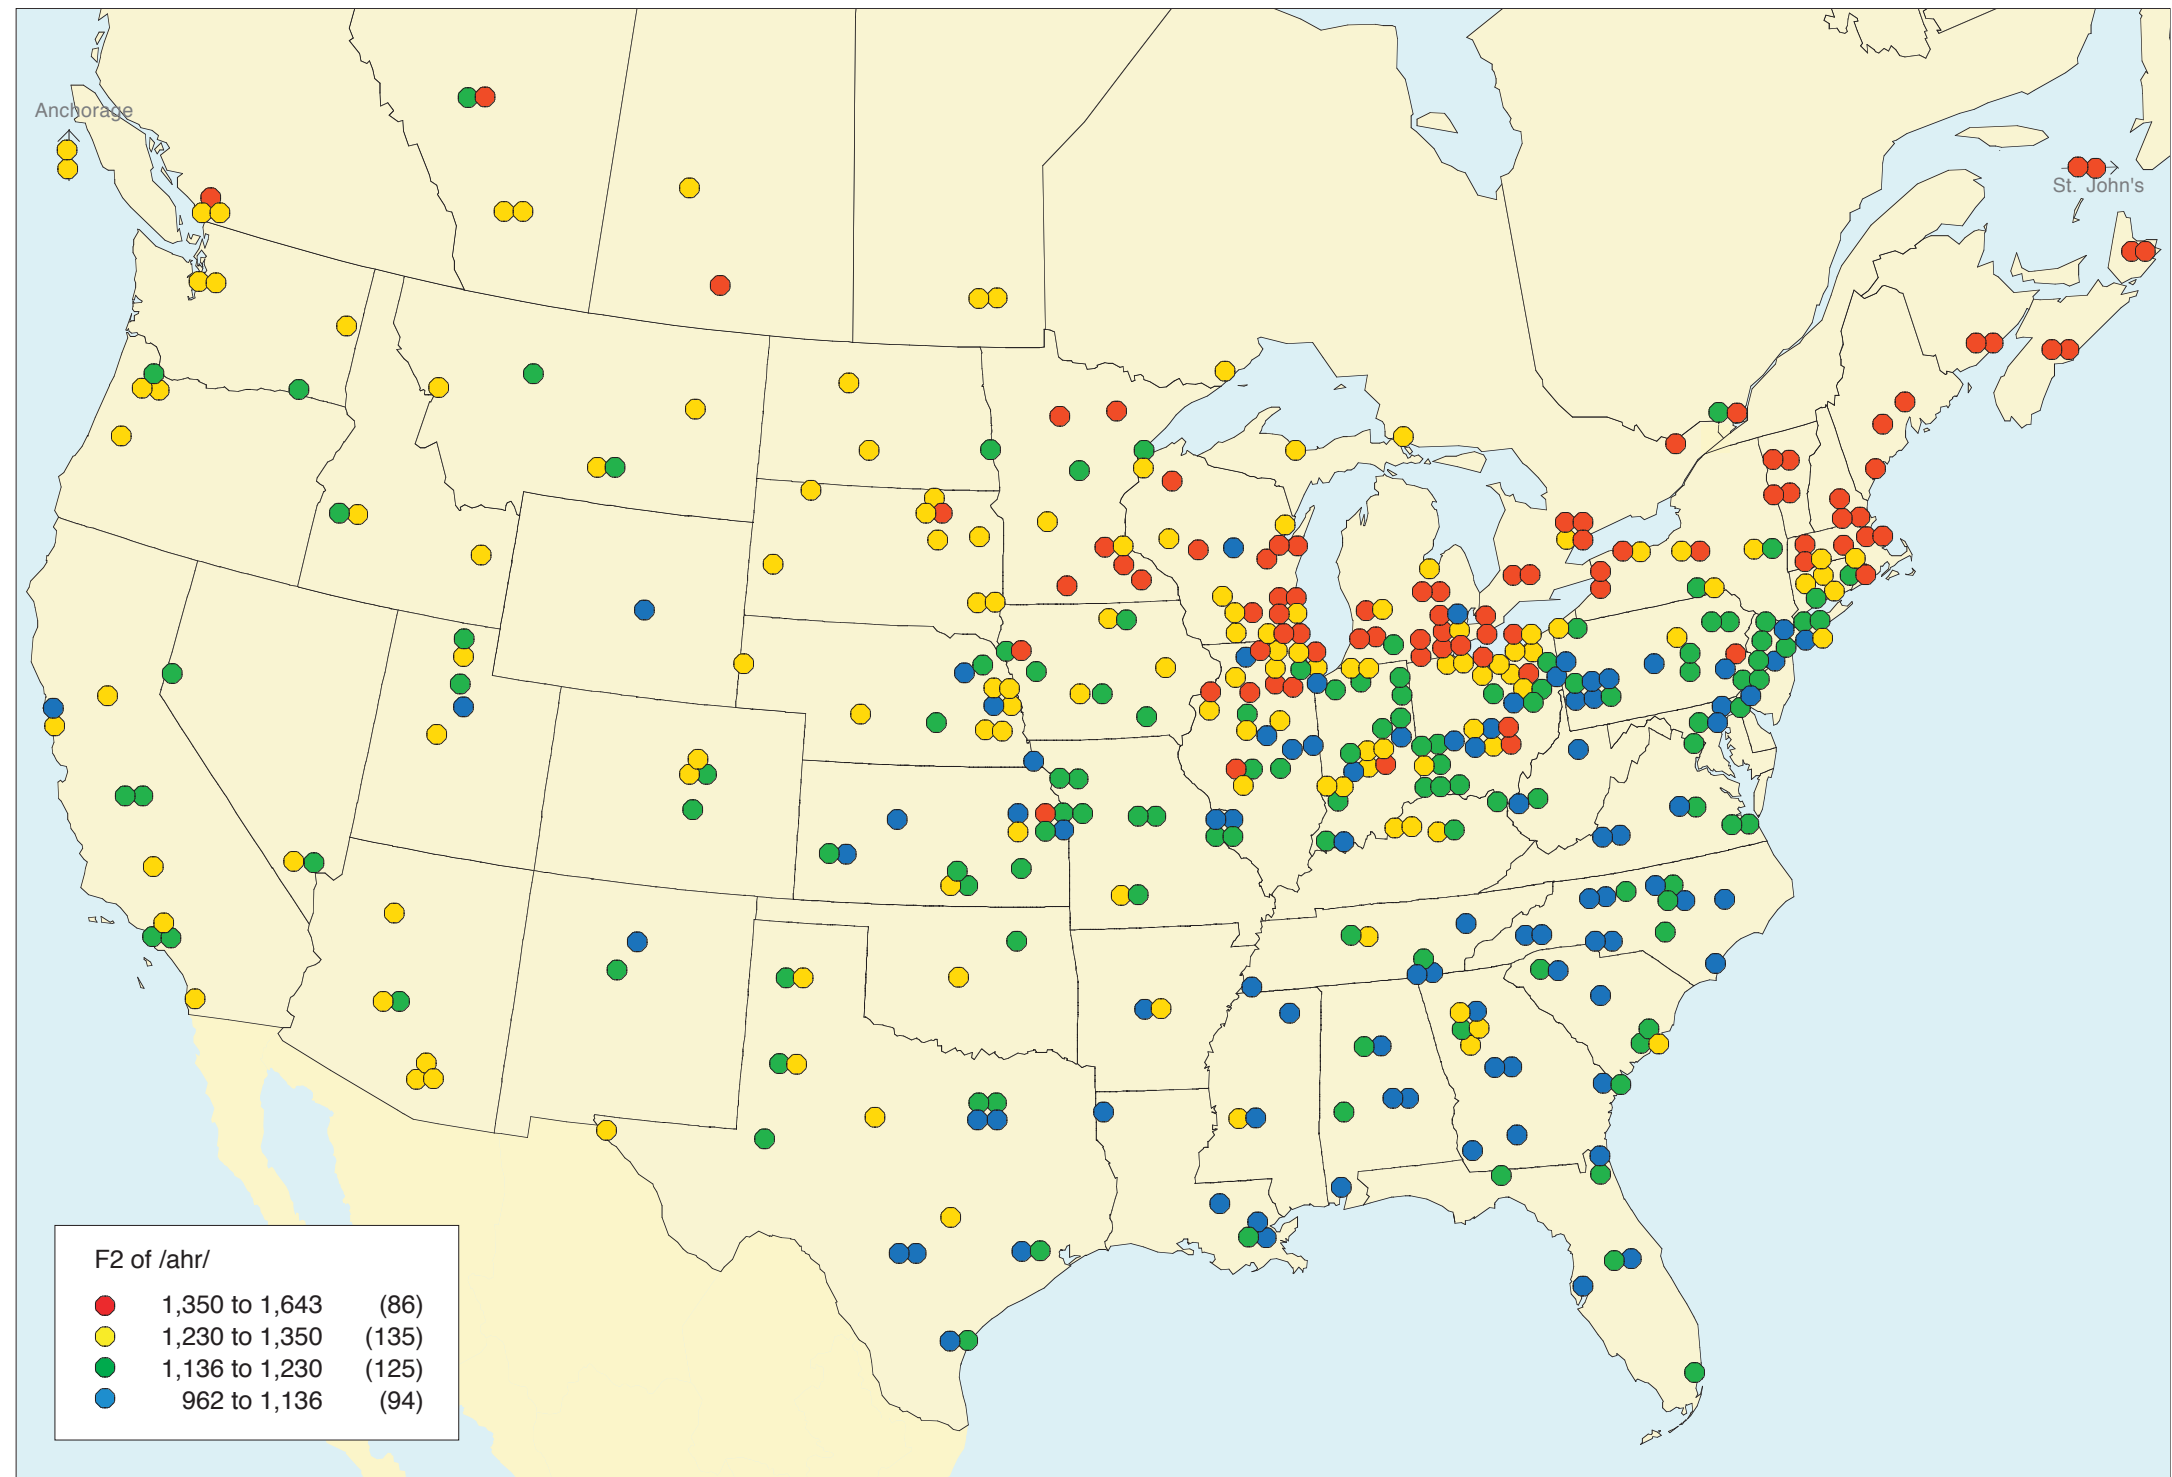 Anchorage
St. John's
F2 of /ahr/
1,350 to 1,643 (86)
1,230 to 1,350 (135)
1,136 to 1,230 (125)
962 to 1,136 (94)